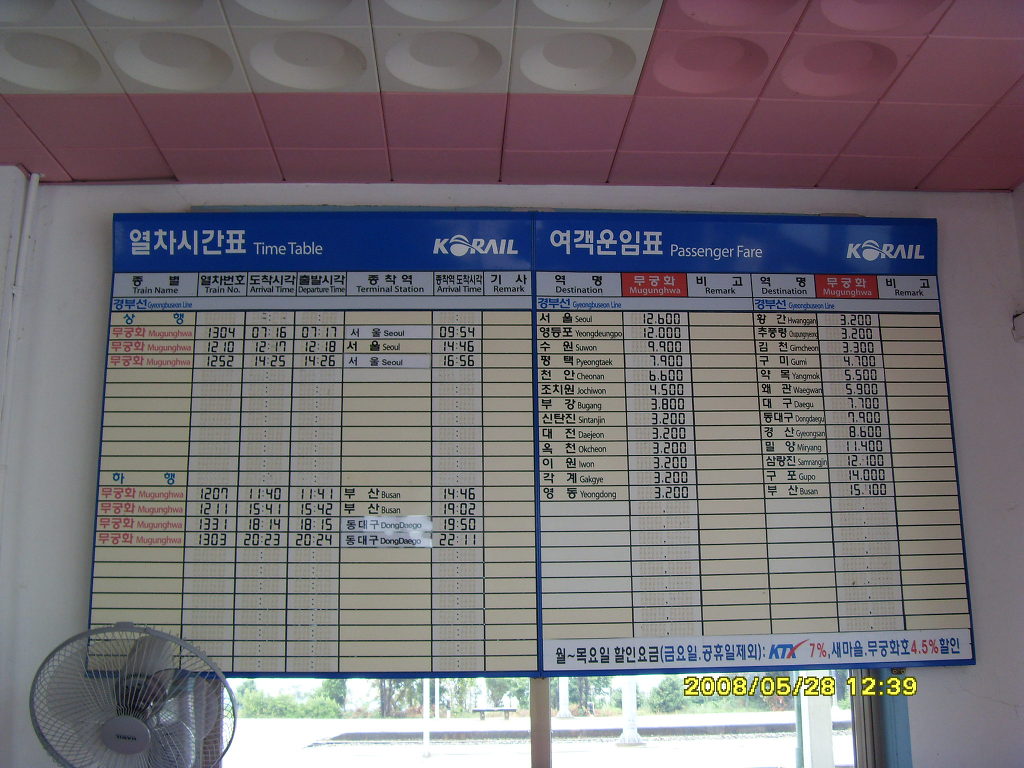 열차시간표 Time Table KORAIL
여객운임표 Passenger Fare KORAIL
종 별 열차번호 도착시각 출발시각 종 착 역 종착역 도착시각 기 사
Train Name Train No. Arrival Time Departure Time Terminal Station Arrival Time Remark
경부선 Gyeongbuseon Line
상 행
무궁화 Mugunghwa 1304 07:16 07:17 서 울 Seoul 09:54
무궁화 Mugunghwa 1210 12:17 12:18 서 울 Seoul 14:46
무궁화 Mugunghwa 1252 14:25 14:26 서 울 Seoul 16:56
하 행
무궁화 Mugunghwa 1207 11:40 11:41 부 산 Busan 14:46
무궁화 Mugunghwa 1211 15:41 15:42 부 산 Busan 19:02
무궁화 Mugunghwa 1331 18:14 18:15 동대구 DongDaego 19:50
무궁화 Mugunghwa 1303 20:23 20:24 동대구 DongDaego 22:11
역 명 무궁화 비 고 역 명 무궁화 비 고
Destination Mugunghwa Remark Destination Mugunghwa Remark
경부선 Gyeongbuseon Line 경부선 Gyeongbuseon Line
서 울 Seoul 12.600 황 간 Hwanggan 3.200
영등포 Yeongdeungpo 12.000 추풍령 3.200
수 원 Suwon 9.900 김 천 Gimcheon 3.300
평 택 Pyeongtaek 7.900 구 미 Gumi 4.700
천 안 Cheonan 6.600 약 목 Yangmok 5.500
조치원 Jochiwon 4.500 왜 관 Waegwan 5.900
부 강 Bugang 3.800 대 구 Daegu 7.700
신탄진 Sintanjin 3.200 동대구 Dongdaegu 7.900
대 전 Daejeon 3.200 경 산 Gyeongsan 8.600
옥 천 Okcheon 3.200 밀 양 Miryang 11.400
이 원 Iwon 3.200 삼랑진 Samrangjin 12.100
각 계 Gakgye 3.200 구 포 Gupo 14.000
영 동 Yeongdong 3.200 부 산 Busan 15.100
월~목요일 할인요금(금요일.공휴일제외): KTX 7%,새마을.무궁화호4.5%할인
2008/05/28 12:39